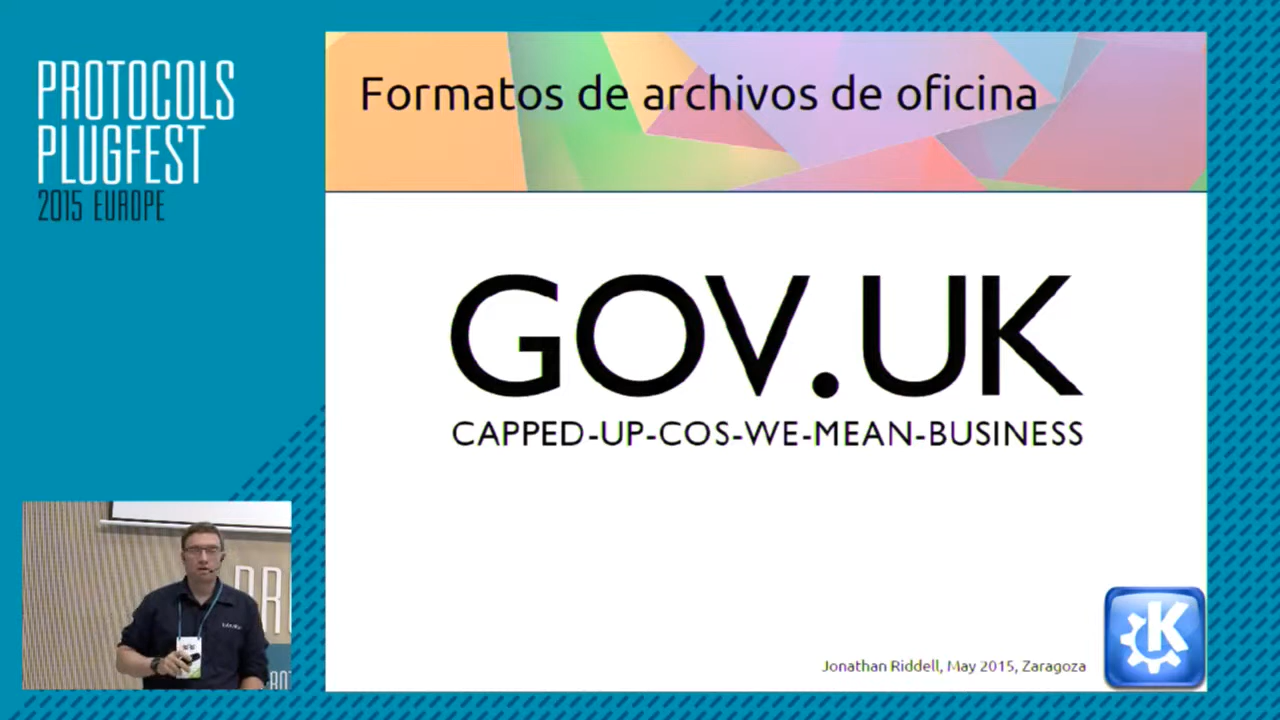 PROTOCOLS
PLUGFEST
2015 EUROPE
Formatos de archivos de oficina
GOV.UK
CAPPED-UP-COS-WE-MEAN-BUSINESS
Jonathan Riddell, May 2015, Zaragoza
K
PR